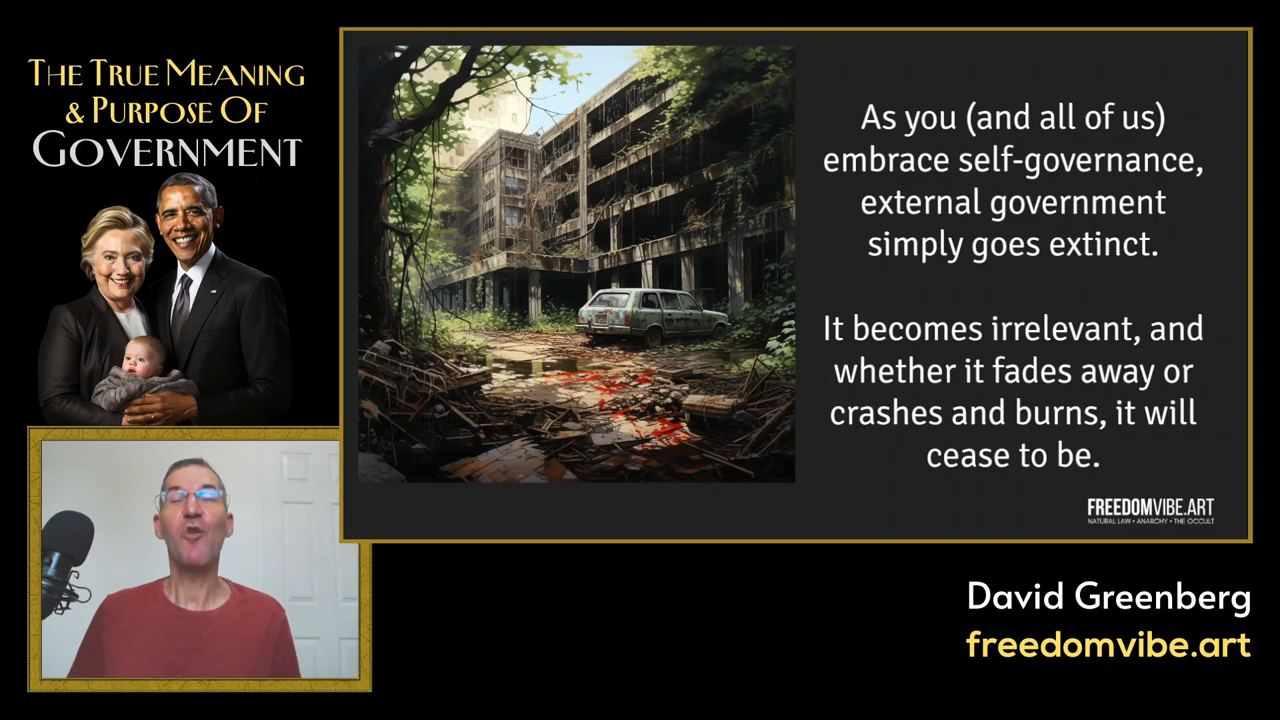 The True Meaning
& Purpose Of
Government
As you (and all of us)
embrace self-governance,
external government
simply goes extinct.
It becomes irrelevant, and
whether it fades away or
crashes and burns, it will
cease to be.
FREEDOMVIBE.ART
NATURAL LAW • ANARCHY • THE OCCULT
David Greenberg
freedomvibe.art